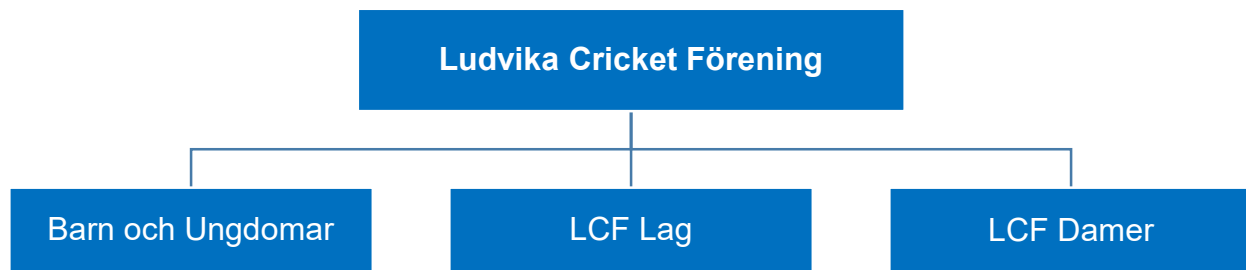 Ludvika Cricket Förening
Barn och Ungdomar
LCF Lag
LCF Damer